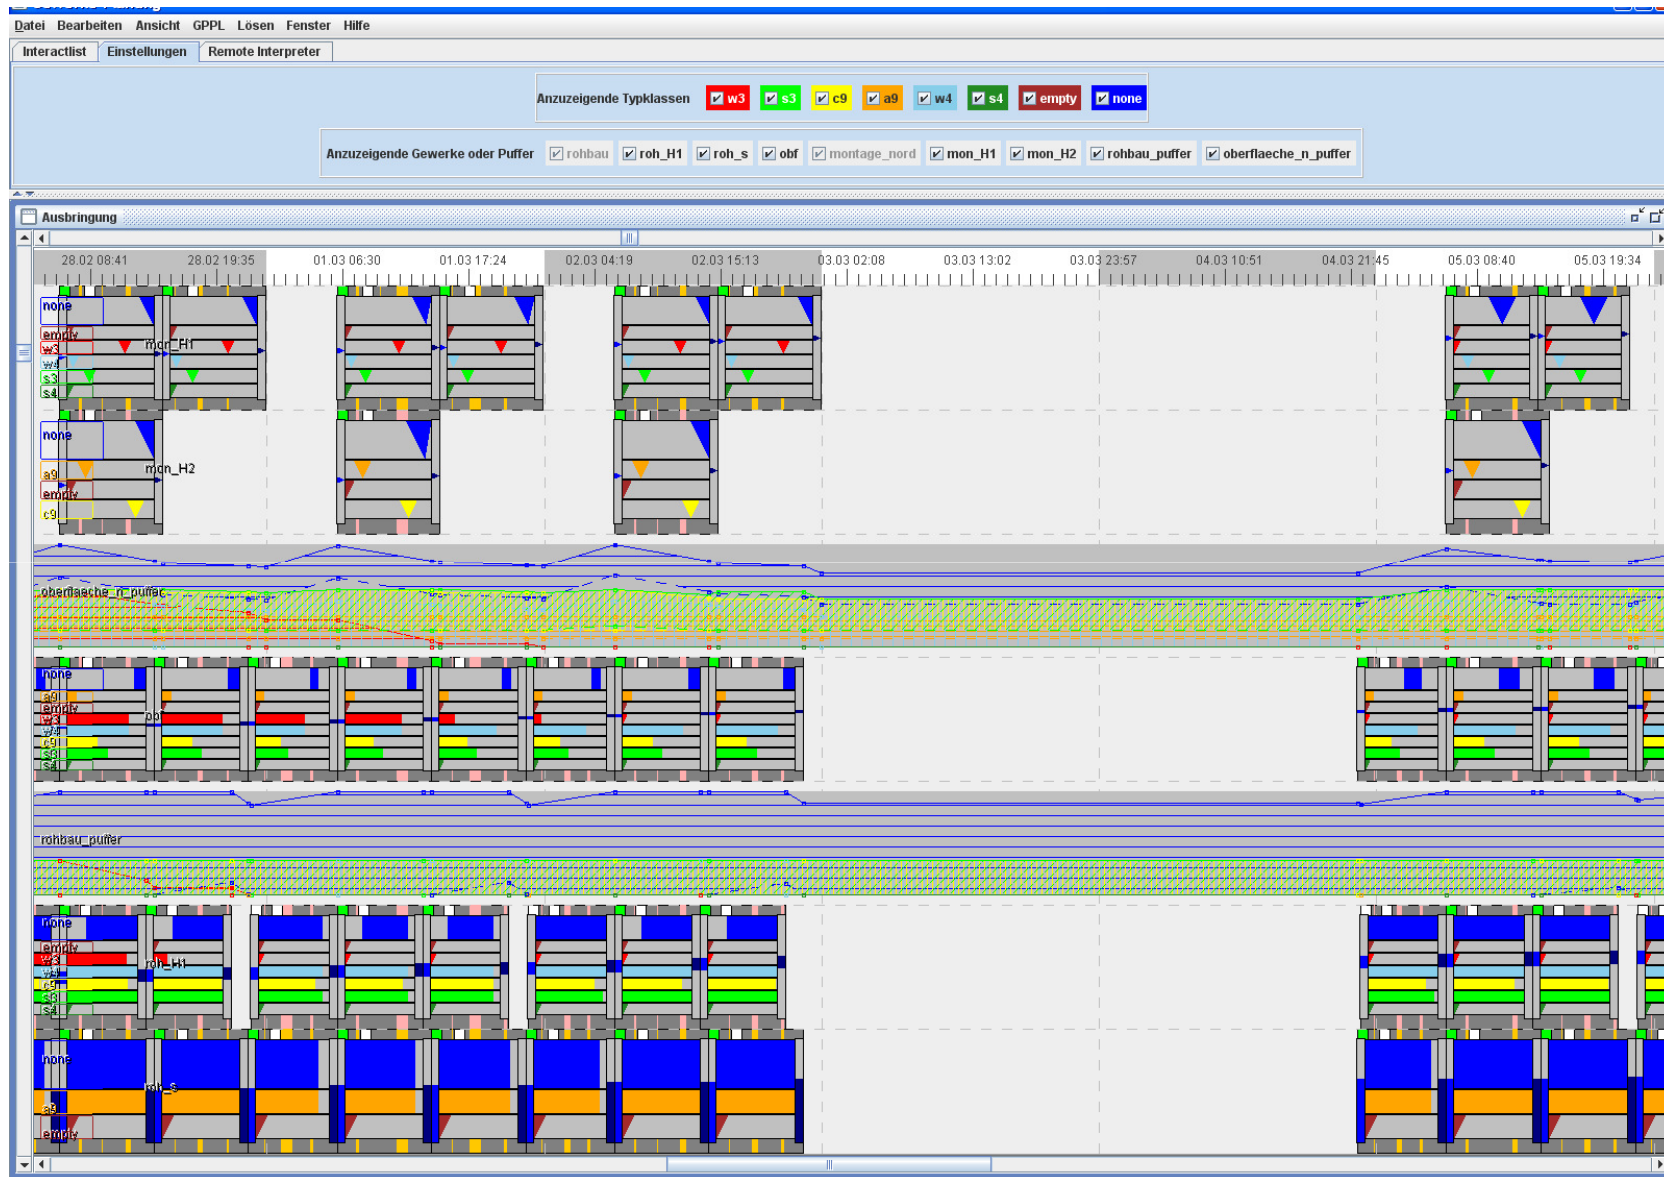 Datei Bearbeiten Ansicht GPPL Lösen Fenster Hilfe
Interactlist Einstellungen Remote Interpreter
Anzuzeigende Typklassen w3 s3 c9 a9 w4 s4 empty none
Anzuzeigende Gewerke oder Puffer rohbau roh_H1 roh_s obf montage_nord mon_H1 mon_H2 rohbau_puffer oberflaeche_n_puffer
Ausbringung
28.02 08:41 28.02 19:35 01.03 06:30 01.03 17:24 02.03 04:19 02.03 15:13 03.03 02:08 03.03 13:02 03.03 23:57 04.03 10:51 04.03 21:45 05.03 08:40 05.03 19:34
none
empty
w3 mon_H1
w4
s3
s4
none
a9 mon_H2
empty
c9
oberflaeche_n_puffer
none
a9
empty
w3 obf
w4
c9
s3
s4
rohbau_puffer
none
empty
w3 roh_H1
w4
c9
s3
s4
none
roh_s
a9
empty